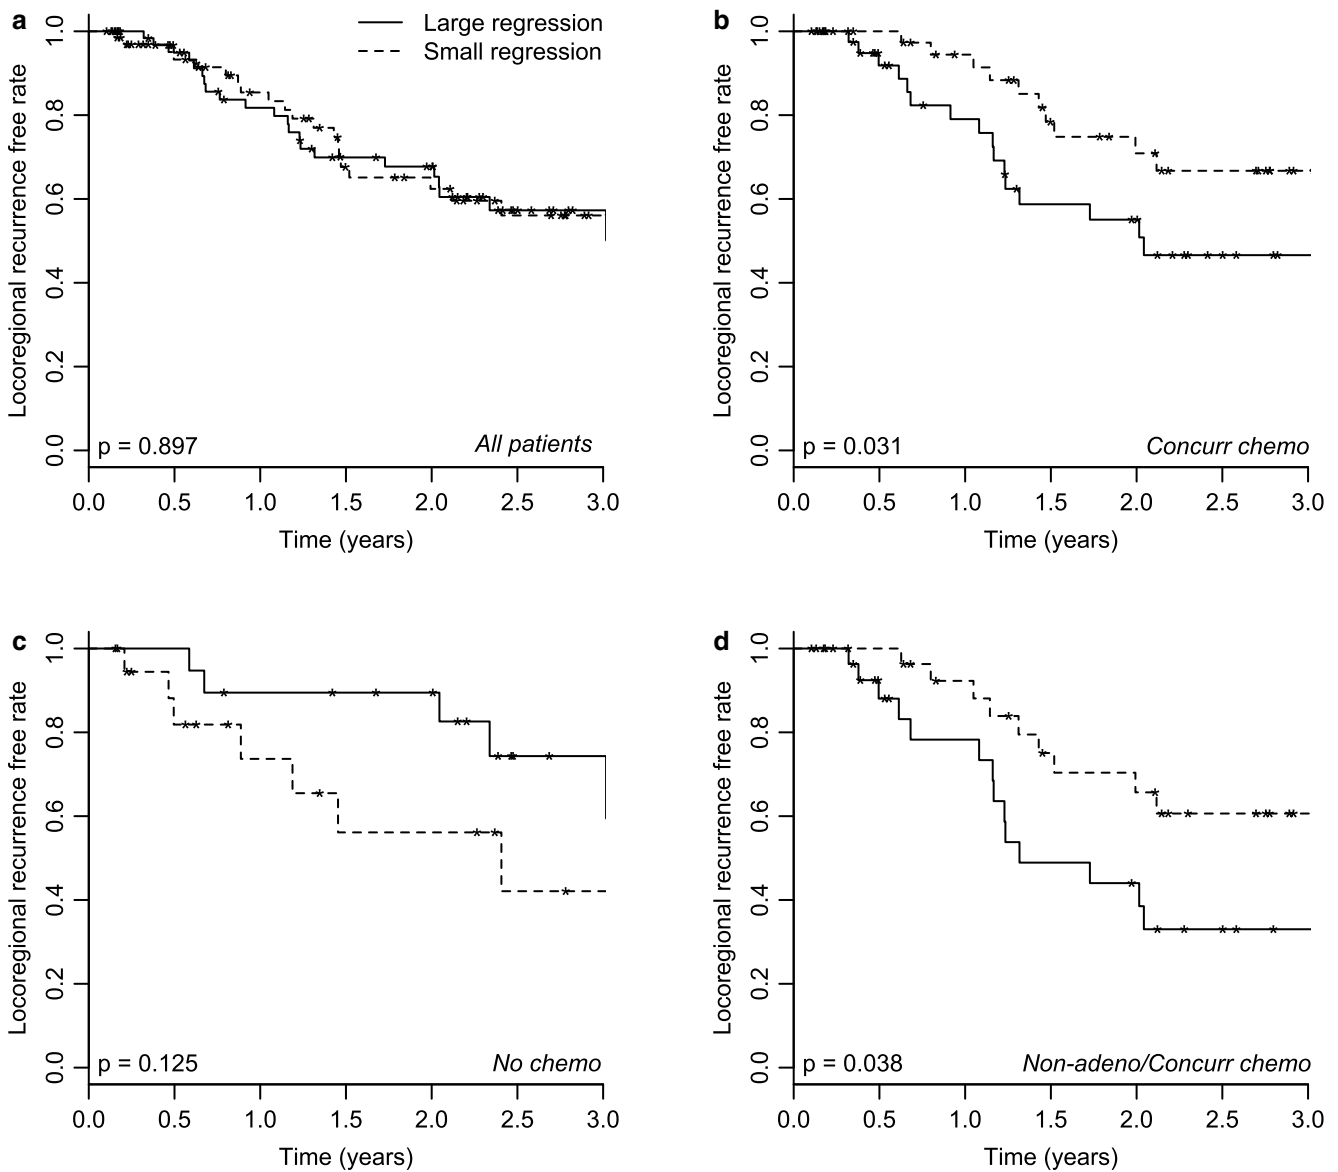 a
Large regression
Small regression
Locoregional recurrence free rate
1.0
0.8
0.6
0.4
0.2
0.0
p = 0.897
All patients
0.0 0.5 1.0 1.5 2.0 2.5 3.0
Time (years)
b
Locoregional recurrence free rate
1.0
0.8
0.6
0.4
0.2
0.0
p = 0.031
Concurr chemo
0.0 0.5 1.0 1.5 2.0 2.5 3.0
Time (years)
c
Locoregional recurrence free rate
1.0
0.8
0.6
0.4
0.2
0.0
p = 0.125
No chemo
0.0 0.5 1.0 1.5 2.0 2.5 3.0
Time (years)
d
Locoregional recurrence free rate
1.0
0.8
0.6
0.4
0.2
0.0
p = 0.038
Non-adeno/Concurr chemo
0.0 0.5 1.0 1.5 2.0 2.5 3.0
Time (years)